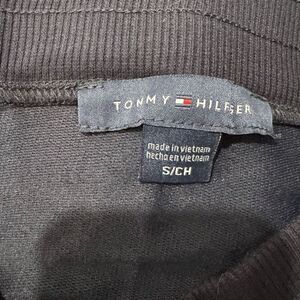 TOMMY HILFIGER
made in vietnam
hecho en vietnam
S/CH